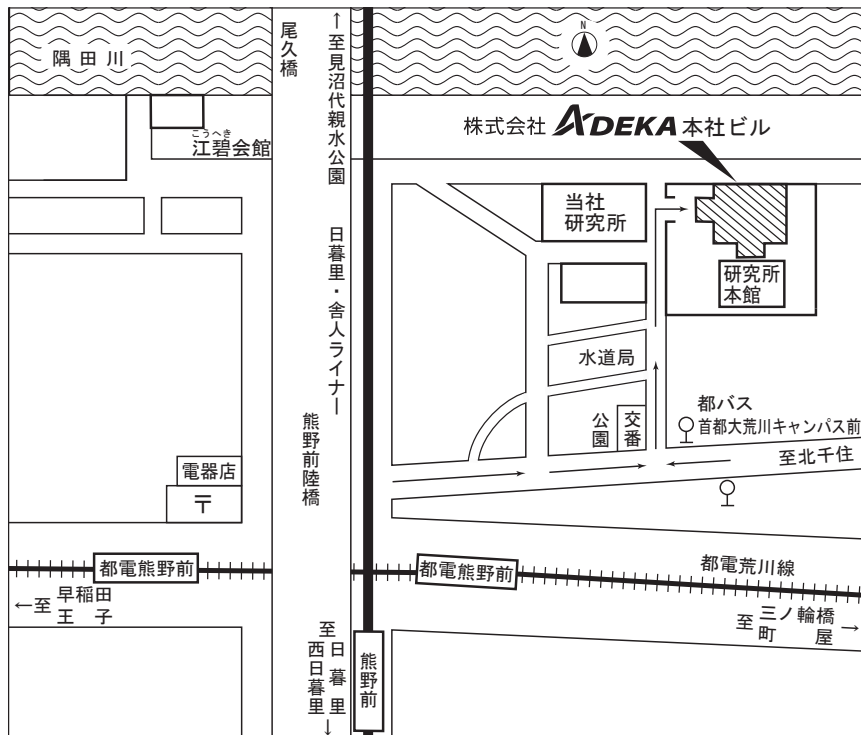 隅田川
尾久橋
←至見沼代親水公園
N
こうへき
江碧会館
株式会社 ADEKA 本社ビル
当社
研究所
研究所
本館
日暮里・舎人ライナー
水道局
公園
交番
都バス
首都大荒川キャンパス前
至北千住
熊野前陸橋
電器店
〒
都電熊野前
都電熊野前
都電荒川線
←至 早稲田
王子
至 三ノ輪橋
町屋 →
至日暮里
西日暮里→
熊野前